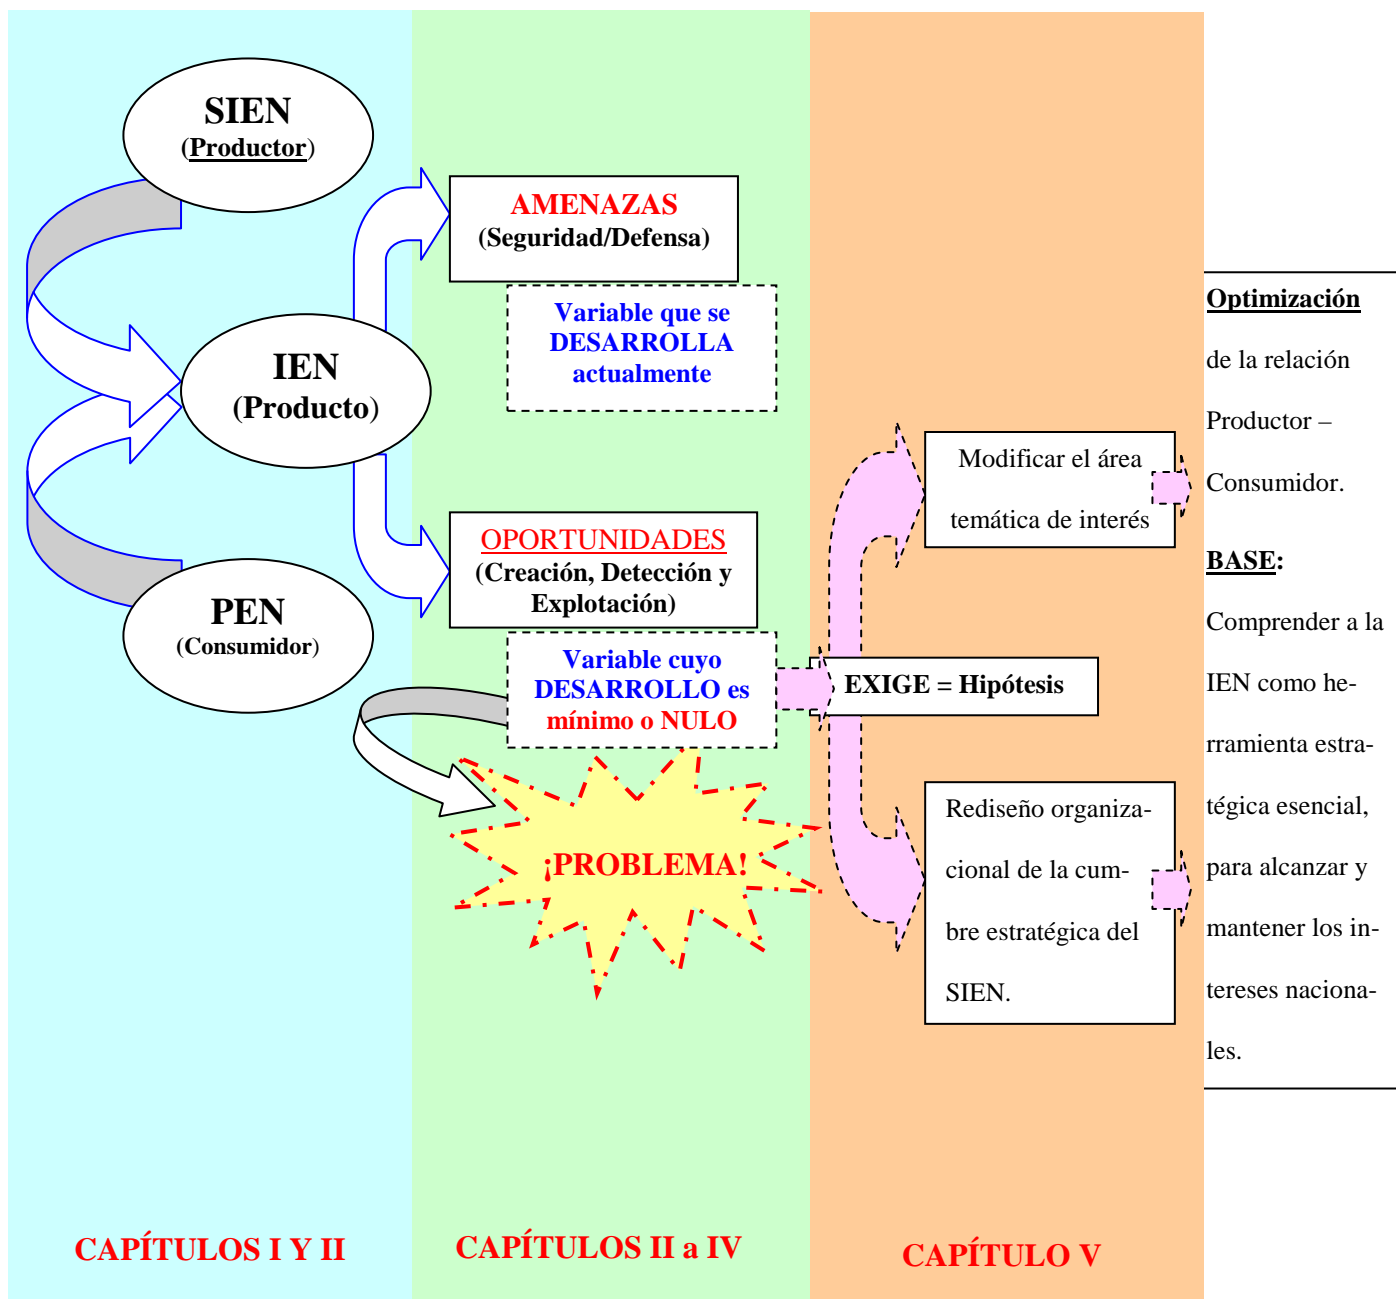 SIEN
(Productor)
IEN
(Producto)
PEN
(Consumidor)
CAPÍTULOS I Y II
AMENAZAS
(Seguridad/Defensa)
Variable que se
DESARROLLA
actualmente
OPORTUNIDADES
(Creación, Detección y
Explotación)
Variable cuyo
DESARROLLO es
mínimo o NULO
¡PROBLEMA!
CAPÍTULOS II a IV
Modificar el área
temática de interés
EXIGE = Hipótesis
Rediseño organiza-
cional de la cum-
bre estratégica del
SIEN.
CAPÍTULO V
Optimización
de la relación
Productor –
Consumidor.
BASE:
Comprender a la
IEN como he-
rramienta estra-
tégica esencial,
para alcanzar y
mantener los in-
tereses naciona-
les.